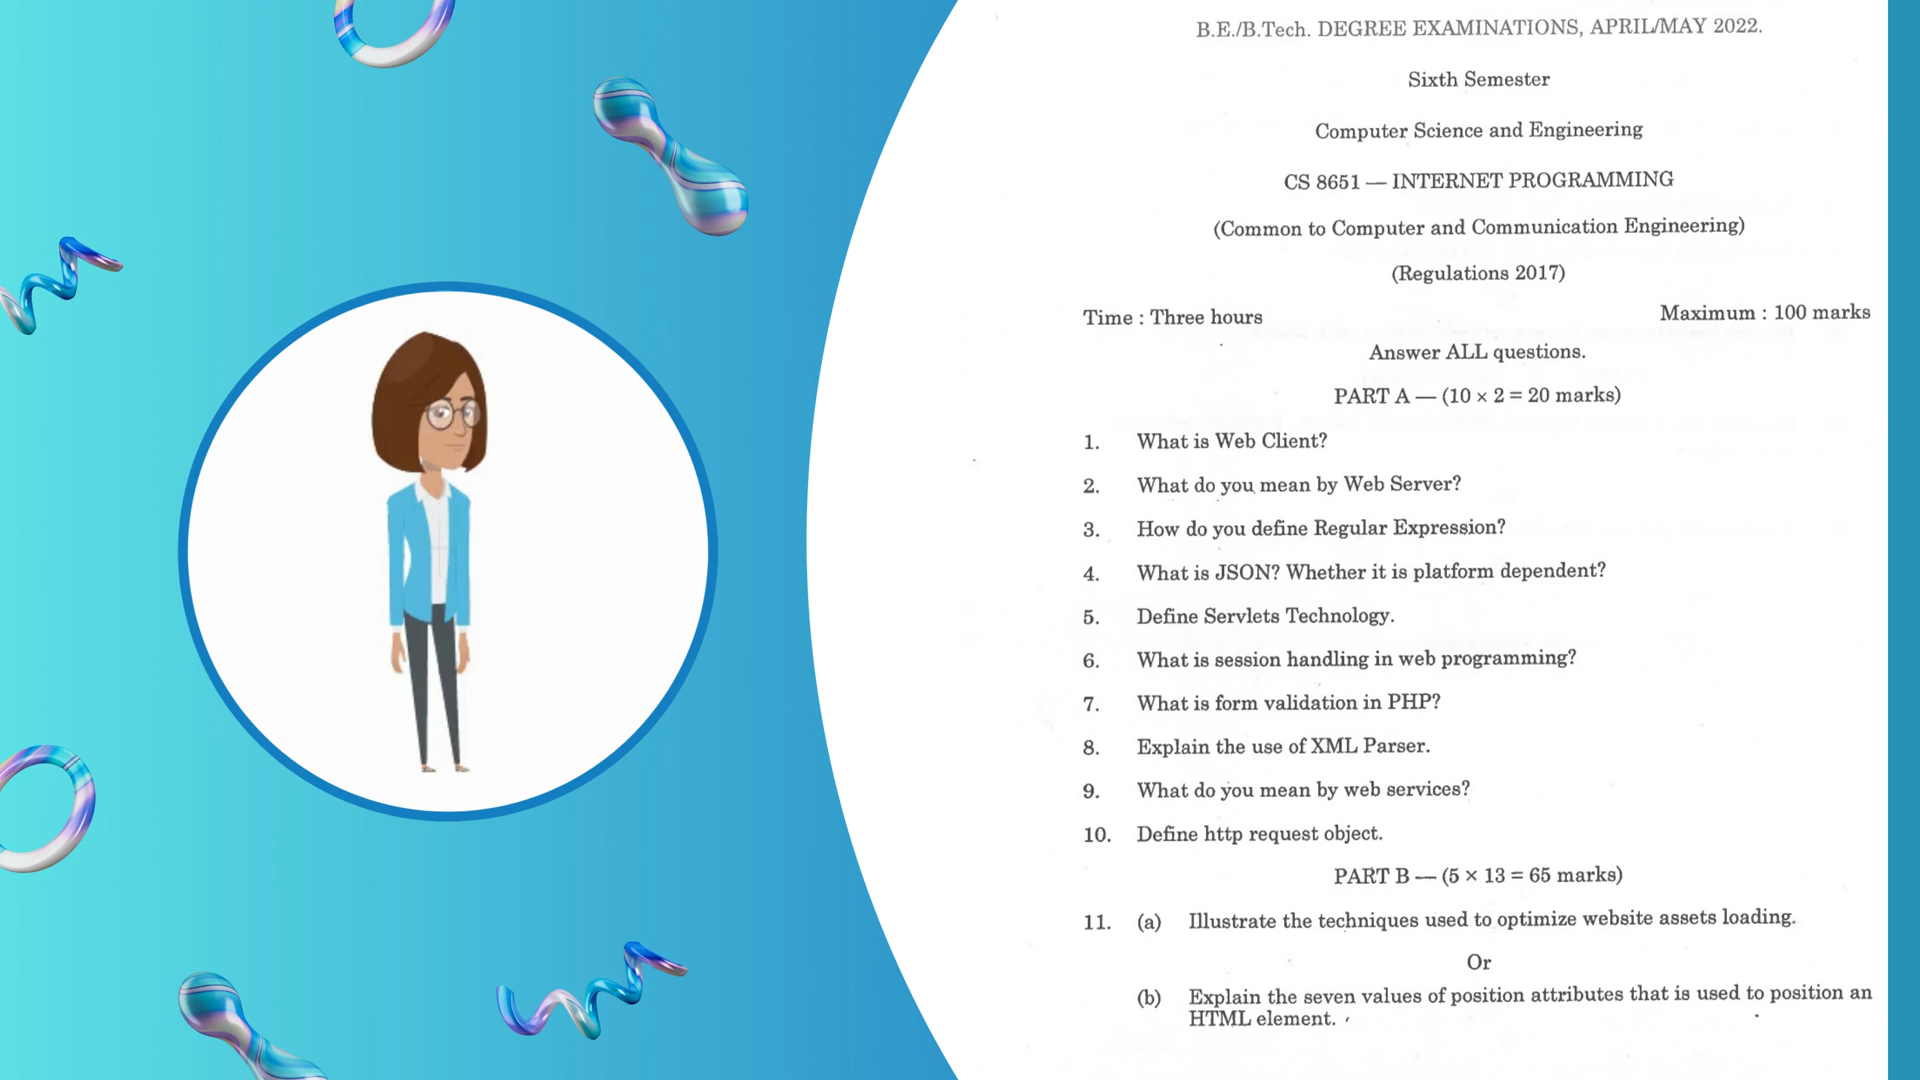 B.E./B.Tech. DEGREE EXAMINATIONS, APRIL/MAY 2022.
Sixth Semester
Computer Science and Engineering
CS 8651 — INTERNET PROGRAMMING
(Common to Computer and Communication Engineering)
(Regulations 2017)
Time : Three hours Maximum : 100 marks
Answer ALL questions.
PART A — (10 × 2 = 20 marks)
1. What is Web Client?
2. What do you mean by Web Server?
3. How do you define Regular Expression?
4. What is JSON? Whether it is platform dependent?
5. Define Servlets Technology.
6. What is session handling in web programming?
7. What is form validation in PHP?
8. Explain the use of XML Parser.
9. What do you mean by web services?
10. Define http request object.
PART B — (5 × 13 = 65 marks)
11. (a) Illustrate the techniques used to optimize website assets loading.
Or
(b) Explain the seven values of position attributes that is used to position an
HTML element.